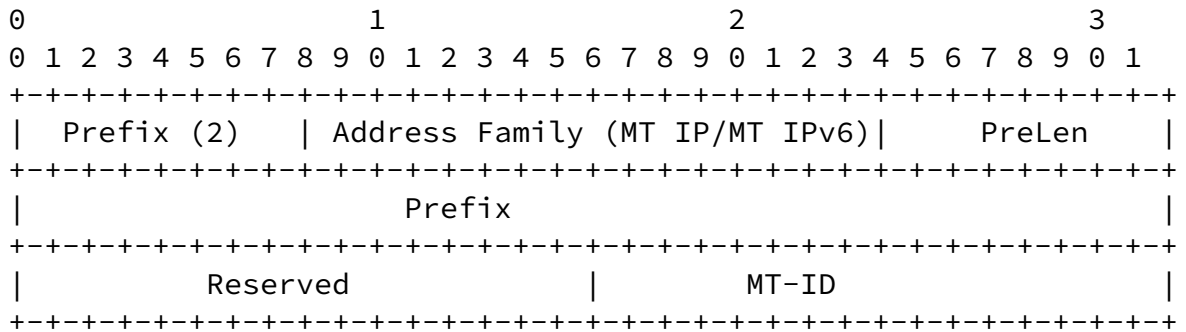 0                   1                   2                   3
0 1 2 3 4 5 6 7 8 9 0 1 2 3 4 5 6 7 8 9 0 1 2 3 4 5 6 7 8 9 0 1
+-+-+-+-+-+-+-+-+-+-+-+-+-+-+-+-+-+-+-+-+-+-+-+-+-+-+-+-+-+-+-+-+
|  Prefix (2)   | Address Family (MT IP/MT IPv6)|     PreLen    |
+-+-+-+-+-+-+-+-+-+-+-+-+-+-+-+-+-+-+-+-+-+-+-+-+-+-+-+-+-+-+-+-+
|                     Prefix                                    |
+-+-+-+-+-+-+-+-+-+-+-+-+-+-+-+-+-+-+-+-+-+-+-+-+-+-+-+-+-+-+-+-+
|          Reserved             |        MT-ID                  |
+-+-+-+-+-+-+-+-+-+-+-+-+-+-+-+-+-+-+-+-+-+-+-+-+-+-+-+-+-+-+-+-+